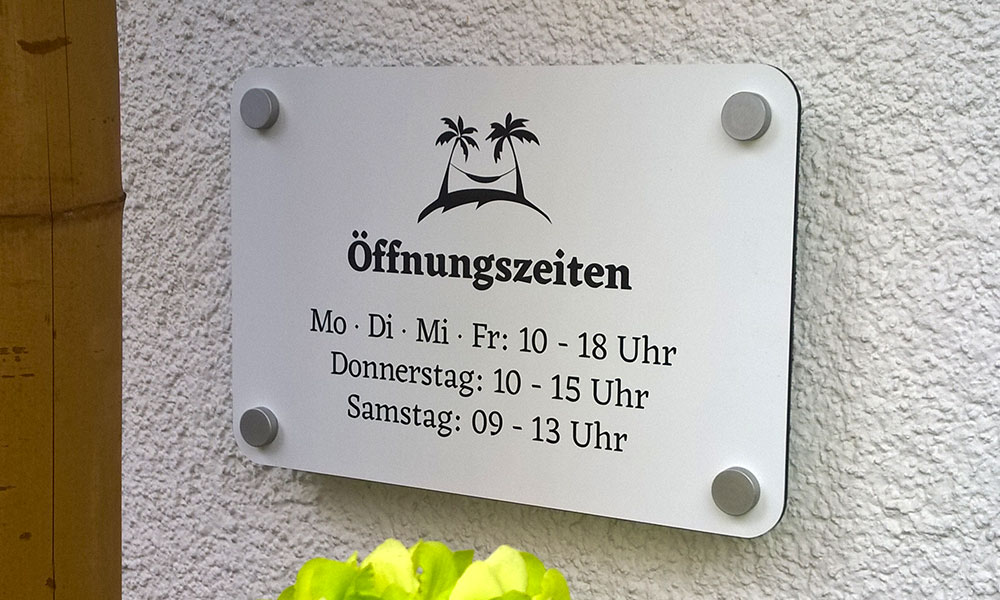 Öffnungszeiten
Mo · Di · Mi · Fr: 10 - 18 Uhr
Donnerstag: 10 - 15 Uhr
Samstag: 09 - 13 Uhr